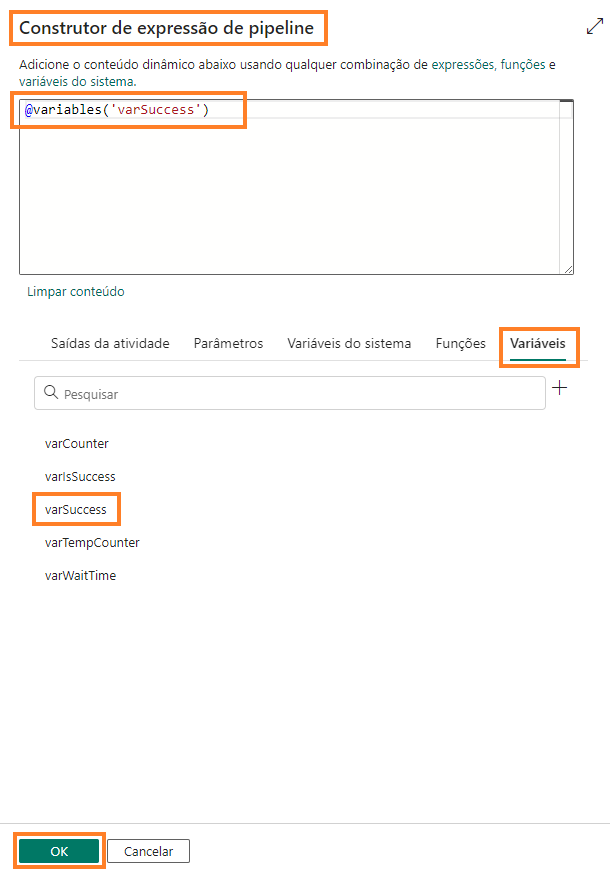 Construtor de expressão de pipeline
Adicione o conteúdo dinâmico abaixo usando qualquer combinação de expressões, funções e
variáveis do sistema.
@variables('varSuccess')
Limpar conteúdo
Saídas da atividade Parâmetros Variáveis do sistema Funções Variáveis
Pesquisar
varCounter
varIsSuccess
varSuccess
varTempCounter
varWaitTime
OK Cancelar